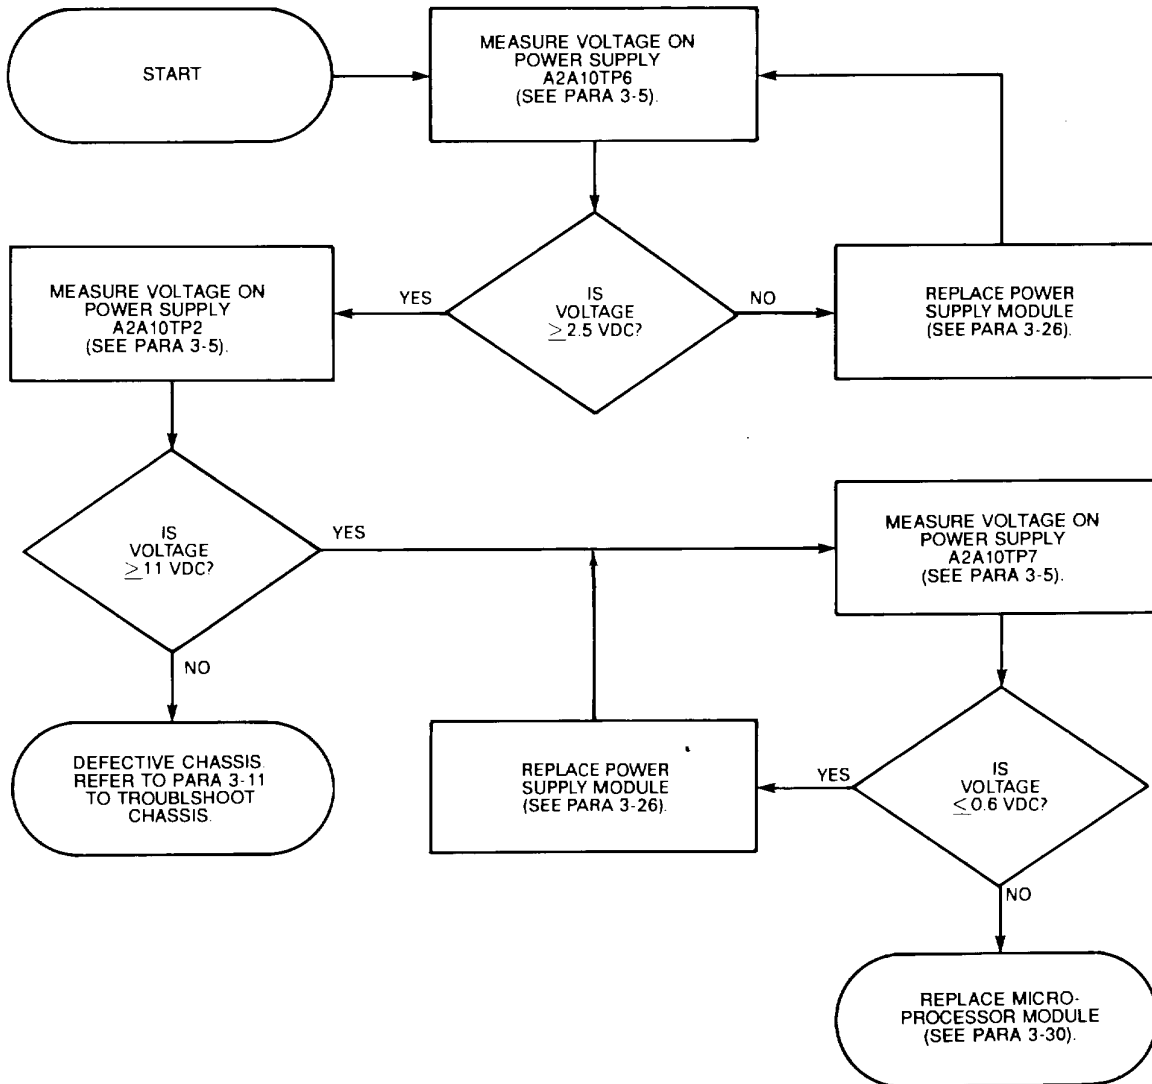 START
MEASURE VOLTAGE ON
POWER SUPPLY
A2A10TP6
(SEE PARA 3-5).
IS
VOLTAGE
≥2.5 VDC?
YES
NO
MEASURE VOLTAGE ON
POWER SUPPLY
A2A10TP2
(SEE PARA 3-5).
REPLACE POWER
SUPPLY MODULE
(SEE PARA 3-26).
IS
VOLTAGE
≥11 VDC?
YES
NO
MEASURE VOLTAGE ON
POWER SUPPLY
A2A10TP7
(SEE PARA 3-5).
DEFECTIVE CHASSIS.
REFER TO PARA 3-11
TO TROUBLSHOOT
CHASSIS.
REPLACE POWER
SUPPLY MODULE
(SEE PARA 3-26).
YES
IS
VOLTAGE
≤0.6 VDC?
NO
REPLACE MICRO-
PROCESSOR MODULE
(SEE PARA 3-30).